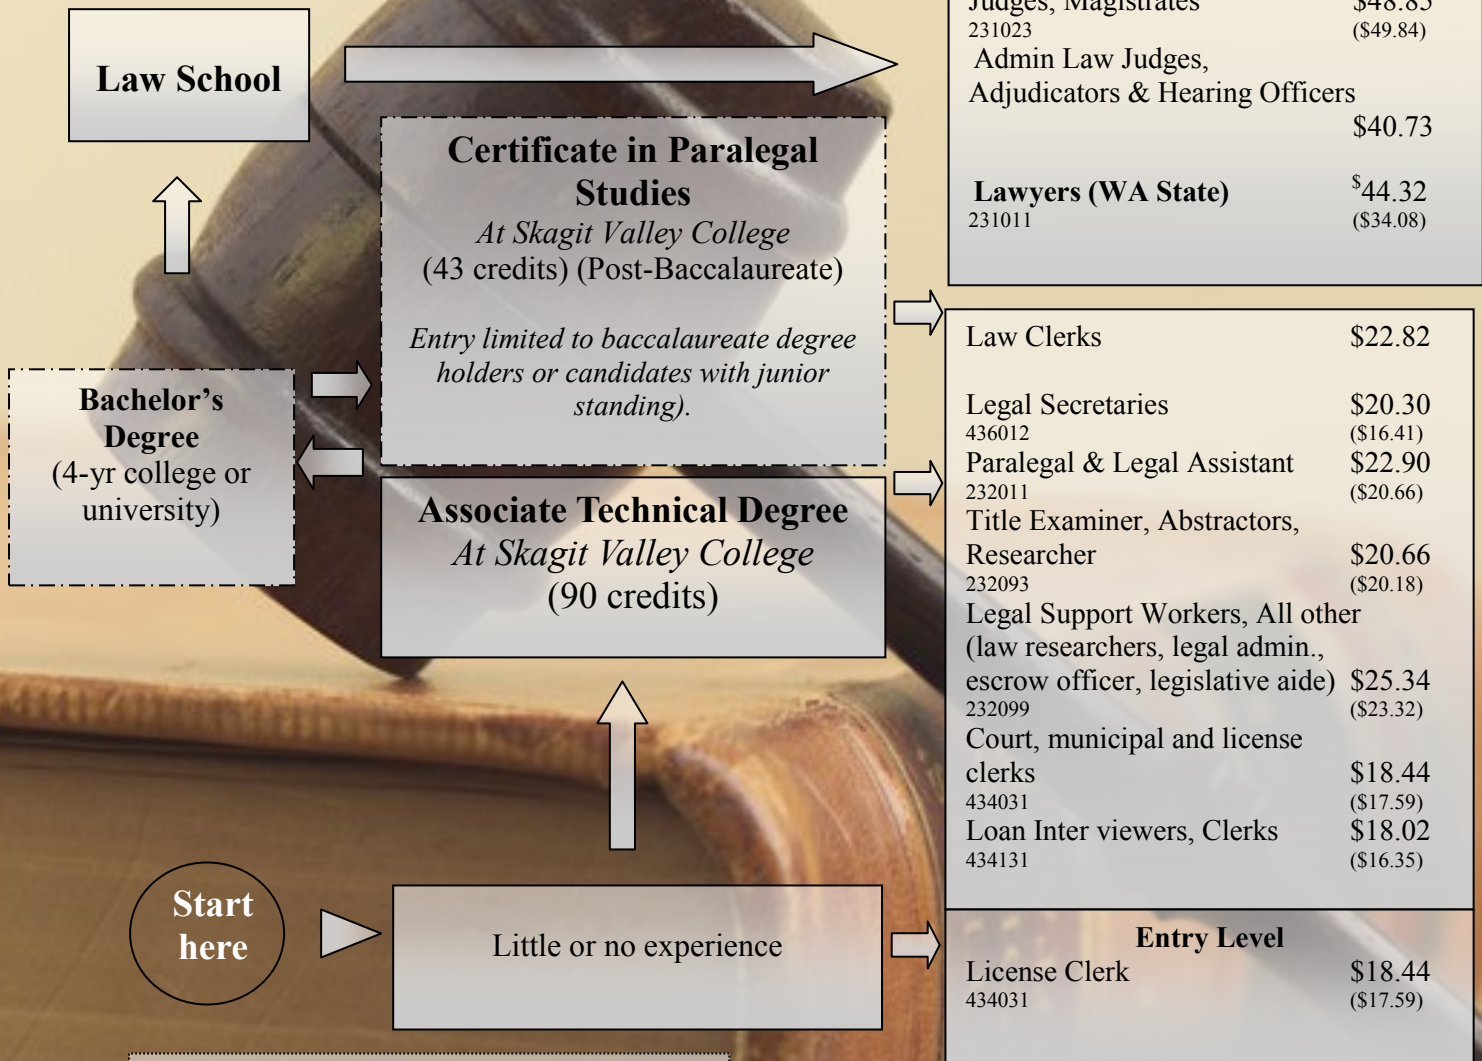 Law School
Certificate in Paralegal
Studies
At Skagit Valley College
(43 credits) (Post-Baccalaureate)
Entry limited to baccalaureate degree
holders or candidates with junior
standing).
Bachelor’s
Degree
(4-yr college or
university)
Associate Technical Degree
At Skagit Valley College
(90 credits)
Start
here
Little or no experience
Judges, Magistrates $48.85
231023 ($49.84)
Admin Law Judges,
Adjudicators & Hearing Officers
$40.73
Lawyers (WA State) $44.32
231011 ($34.08)
Law Clerks $22.82
Legal Secretaries $20.30
436012 ($16.41)
Paralegal & Legal Assistant $22.90
232011 ($20.66)
Title Examiner, Abstractors,
Researcher $20.66
232093 ($20.18)
Legal Support Workers, All other
(law researchers, legal admin.,
escrow officer, legislative aide) $25.34
232099 ($23.32)
Court, municipal and license
clerks $18.44
434031 ($17.59)
Loan Inter viewers, Clerks $18.02
434131 ($16.35)
Entry Level
License Clerk $18.44
434031 ($17.59)